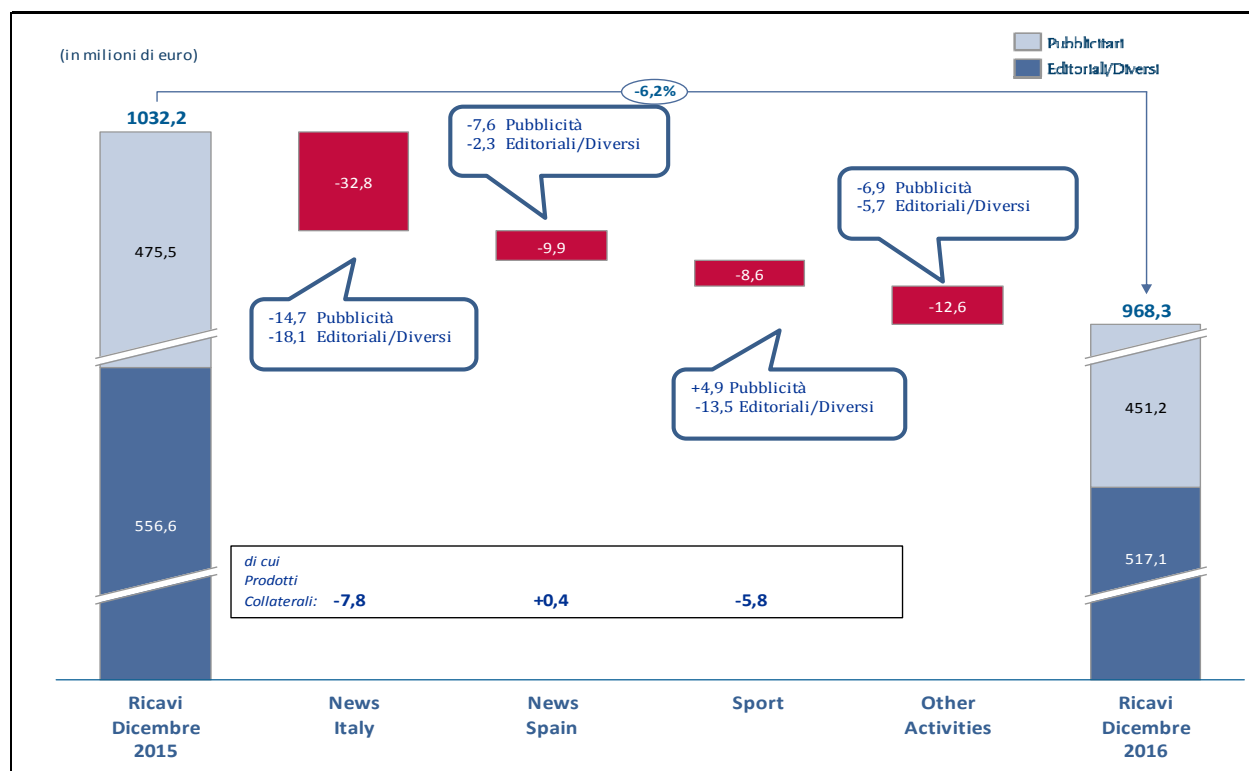 (in milioni di euro)
Pubblicitari
Editoriali/Diversi
-6,2%
1032,2
-7,6 Pubblicità
-2,3 Editoriali/Diversi
-32,8
-6,9 Pubblicità
-5,7 Editoriali/Diversi
475,5
-9,9
-8,6
-12,6
968,3
-14,7 Pubblicità
-18,1 Editoriali/Diversi
+4,9 Pubblicità
-13,5 Editoriali/Diversi
451,2
556,6
517,1
di cui
Prodotti
Collaterali: -7,8 +0,4 -5,8
Ricavi
Dicembre
2015
News
Italy
News
Spain
Sport
Other
Activities
Ricavi
Dicembre
2016